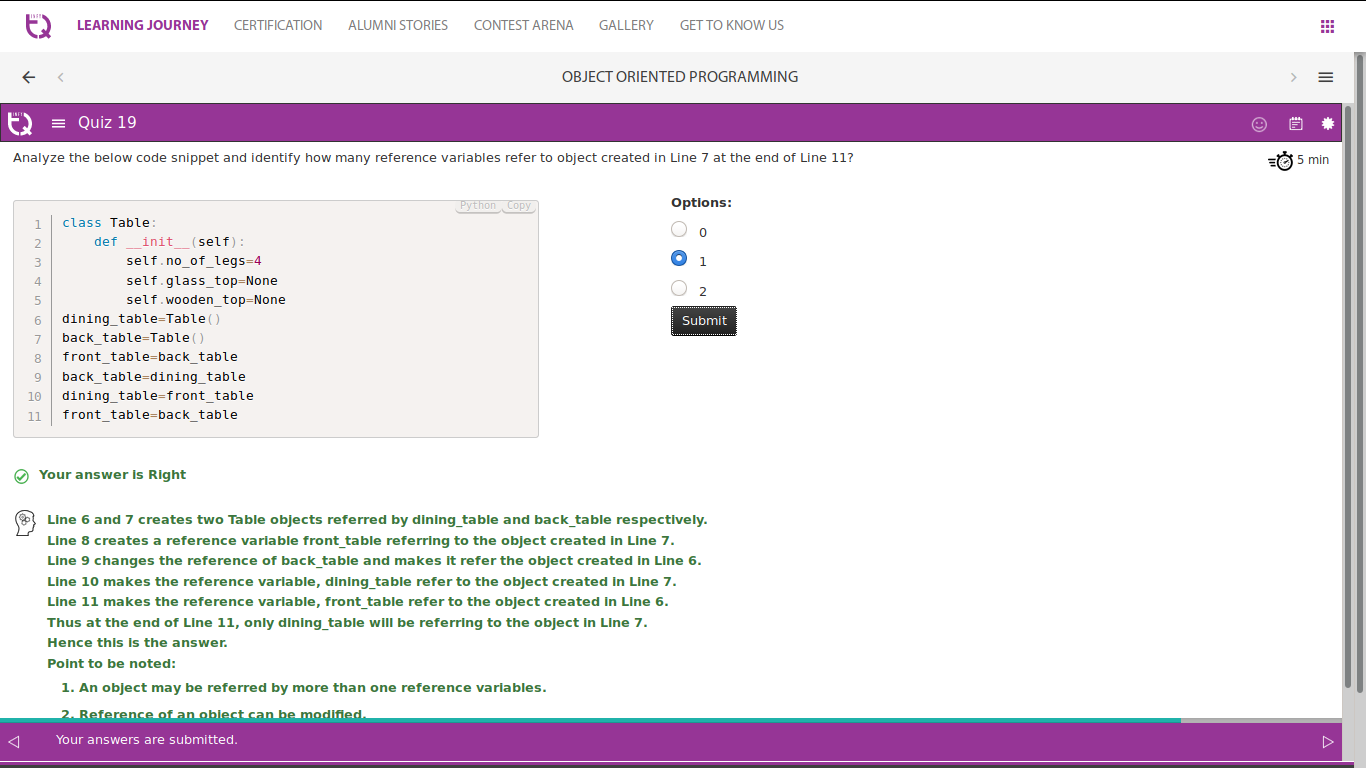 LEARNING JOURNEY CERTIFICATION ALUMNI STORIES CONTEST ARENA GALLERY GET TO KNOW US
OBJECT ORIENTED PROGRAMMING
Quiz 19
Analyze the below code snippet and identify how many reference variables refer to object created in Line 7 at the end of Line 11?
5 min
Python Copy
1 class Table:
2     def __init__(self):
3         self.no_of_legs=4
4         self.glass_top=None
5         self.wooden_top=None
6 dining_table=Table()
7 back_table=Table()
8 front_table=back_table
9 back_table=dining_table
10 dining_table=front_table
11 front_table=back_table
Options:
0
1
2
Submit
Your answer is Right
Line 6 and 7 creates two Table objects referred by dining_table and back_table respectively.
Line 8 creates a reference variable front_table referring to the object created in Line 7.
Line 9 changes the reference of back_table and makes it refer the object created in Line 6.
Line 10 makes the reference variable, dining_table refer to the object created in Line 7.
Line 11 makes the reference variable, front_table refer to the object created in Line 6.
Thus at the end of Line 11, only dining_table will be referring to the object in Line 7.
Hence this is the answer.
Point to be noted:
1. An object may be referred by more than one reference variables.
2. Reference of an object can be modified.
Your answers are submitted.